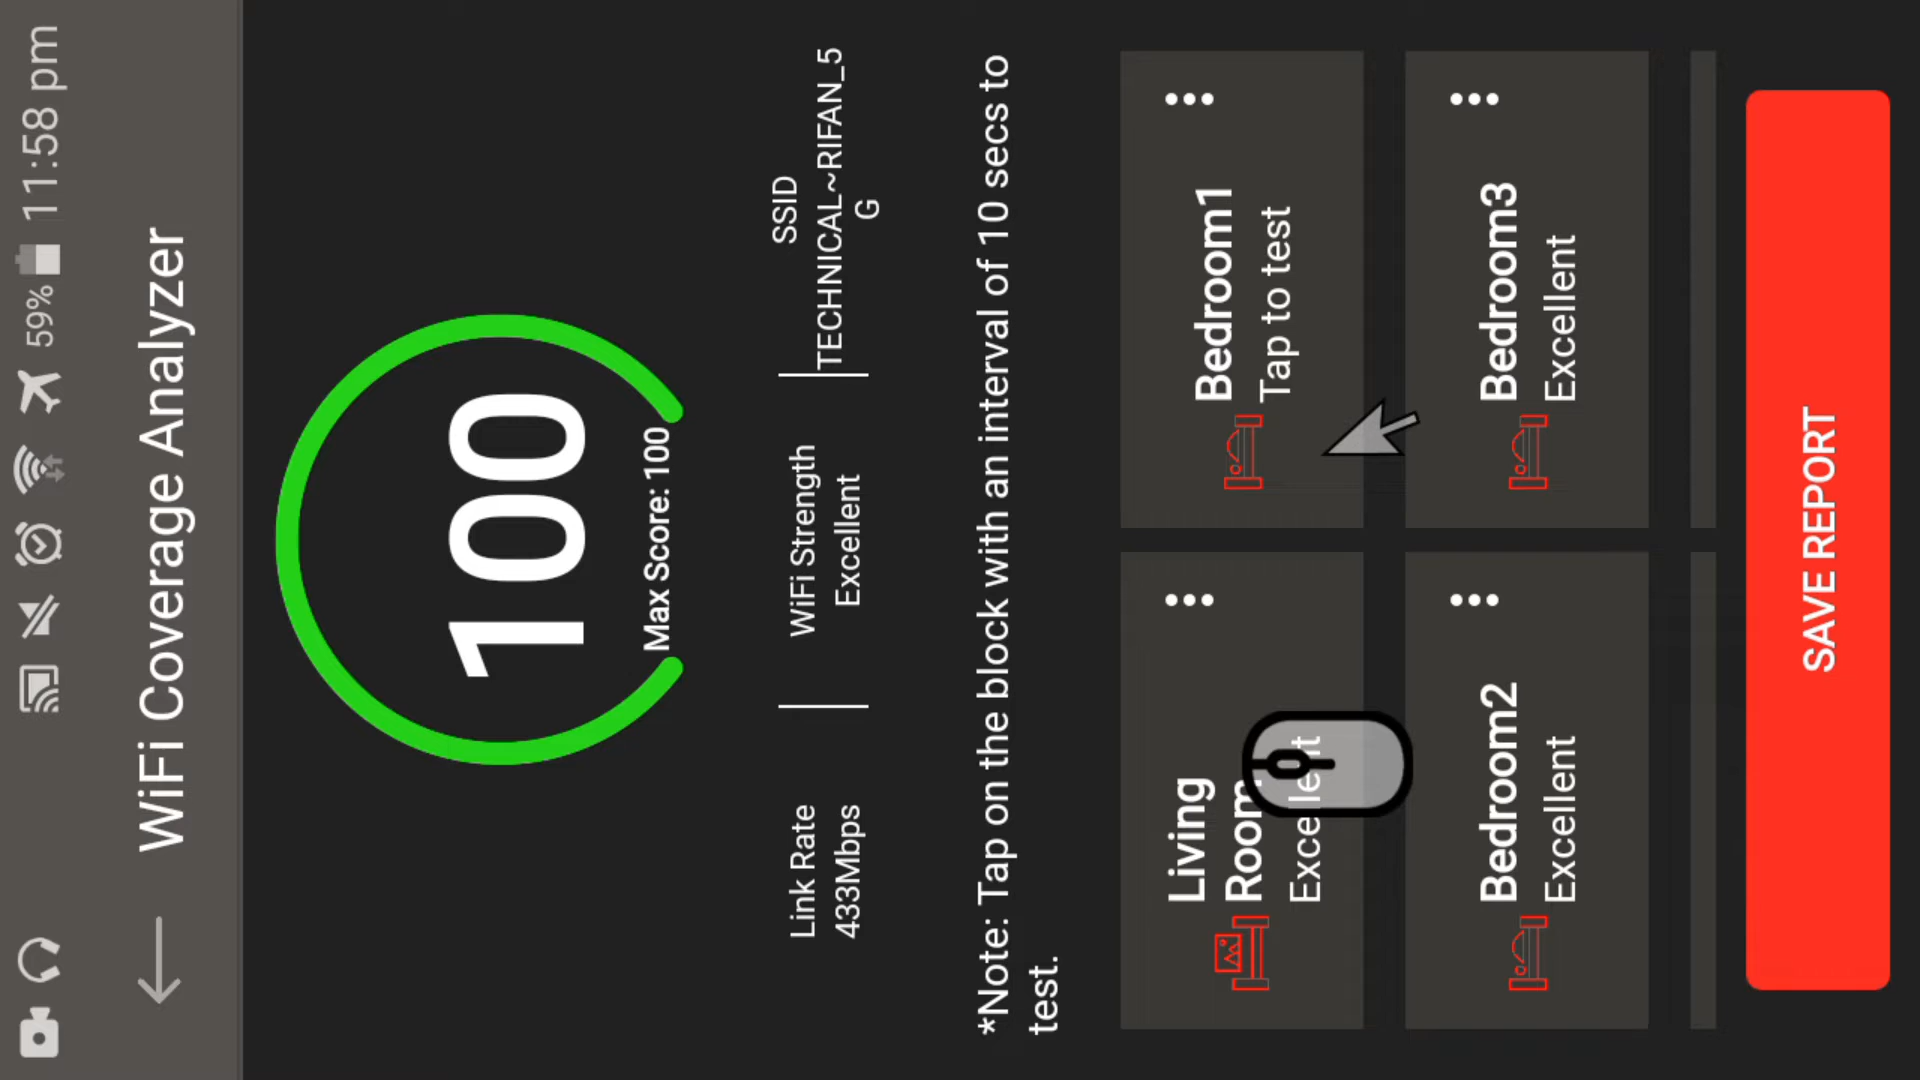 59% 11:58 pm
WiFi Coverage Analyzer
100
Max Score: 100
Link Rate
433Mbps
WiFi Strength
Excellent
SSID
TECHNICAL~RIFAN_5
G
*Note: Tap on the block with an interval of 10 secs to
test.
Living
Room
Excellent
Bedroom1
Tap to test
Bedroom2
Excellent
Bedroom3
Excellent
SAVE REPORT